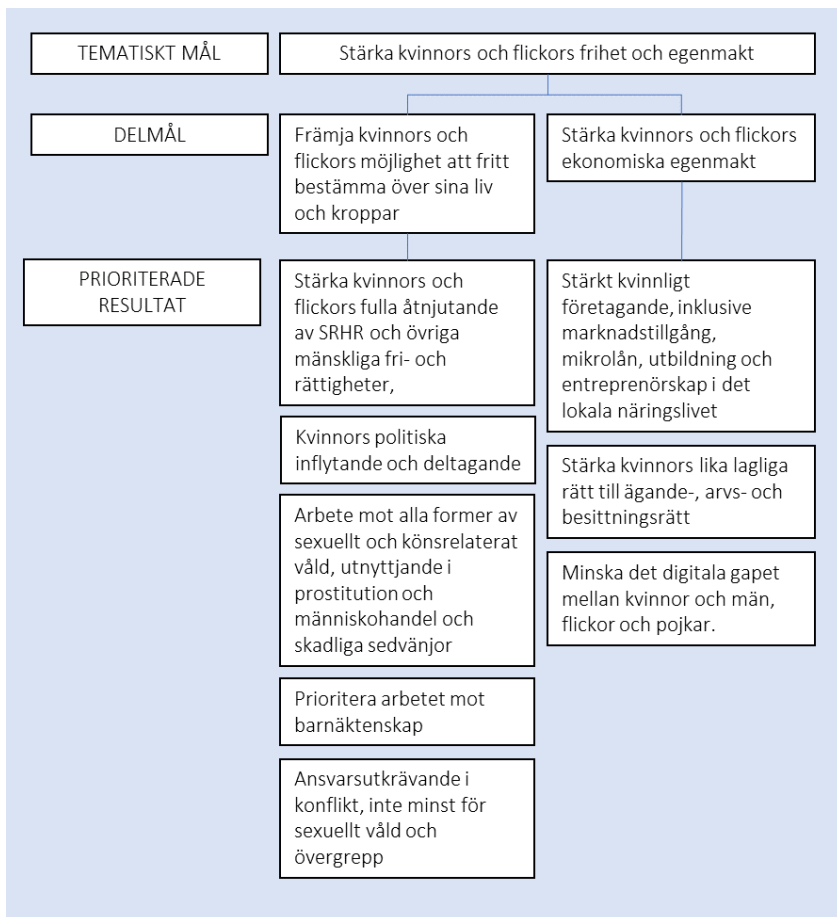 TEMATISKT MÅL
Stärka kvinnors och flickors frihet och egenmakt
DELMÅL
Främja kvinnors och
flickors möjlighet att fritt
bestämma över sina liv
och kroppar
Stärka kvinnors och flickors
ekonomiska egenmakt
PRIORITERADE
RESULTAT
Stärka kvinnors och
flickors fulla åtnjutande
av SRHR och övriga
mänskliga fri- och
rättigheter,
Kvinnors politiska
inflytande och deltagande
Arbete mot alla former av
sexuellt och könsrelaterat
våld, utnyttjande i
prostitution och
människohandel och
skadliga sedvänjor
Prioritera arbetet mot
barnäktenskap
Ansvarsutkrävande i
konflikt, inte minst för
sexuellt våld och
övergrepp
Stärkt kvinnligt
företagande, inklusive
marknadstillgång,
mikrolån, utbildning och
entreprenörskap i det
lokala näringslivet
Stärka kvinnors lika lagliga
rätt till ägande-, arvs- och
besittningsrätt
Minska det digitala gapet
mellan kvinnor och män,
flickor och pojkar.